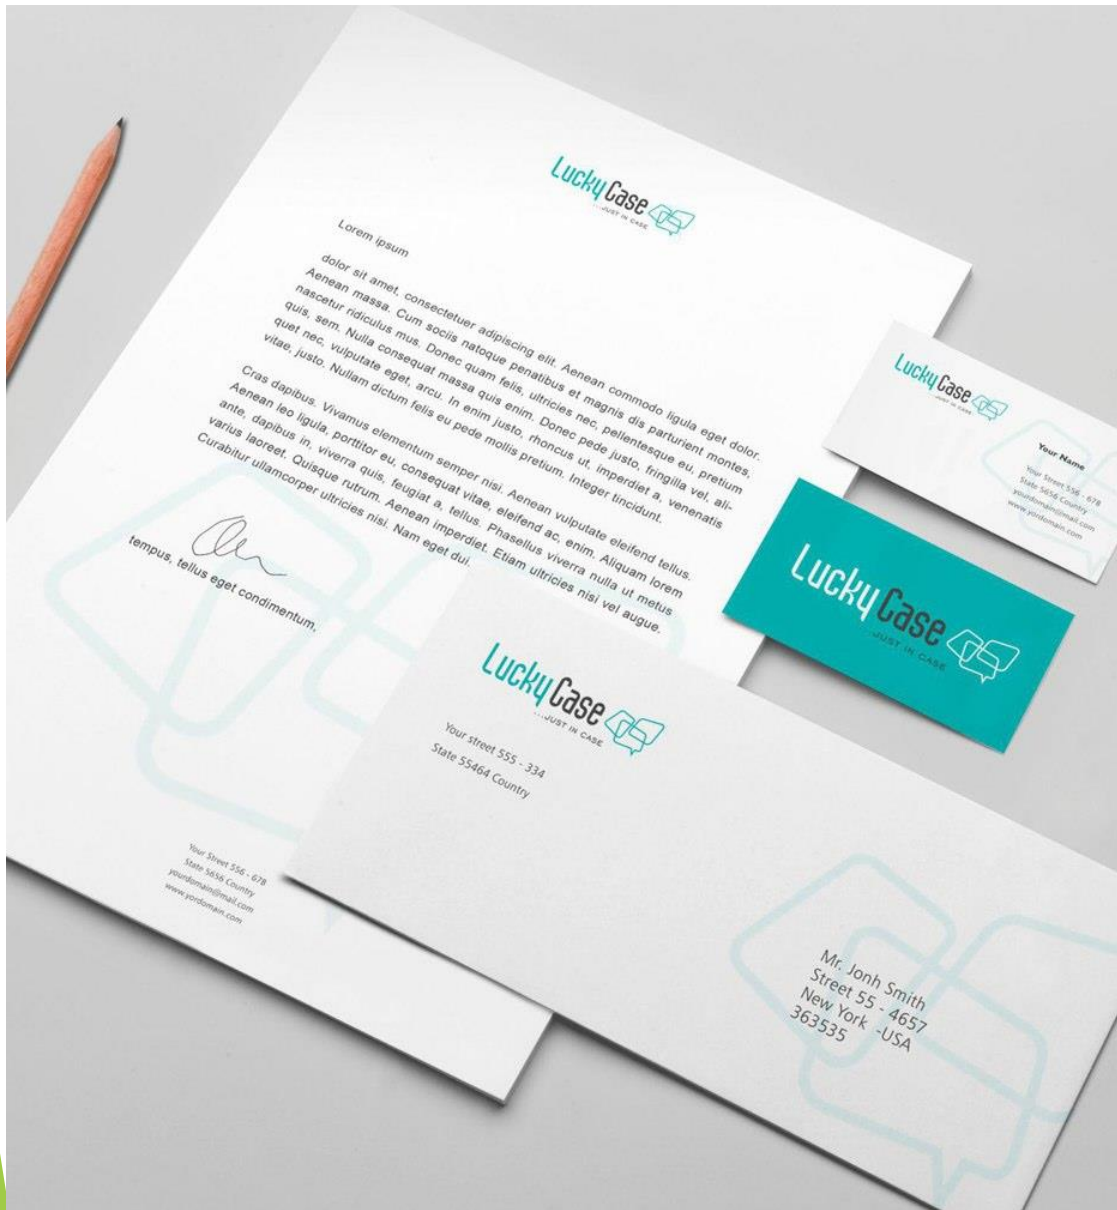 Lucky Case
...JUST IN CASE
Lorem ipsum
dolor sit amet, consectetuer adipiscing elit. Aenean commodo ligula eget dolor.
Aenean massa. Cum sociis natoque penatibus et magnis dis parturient montes,
nascetur ridiculus mus. Donec quam felis, ultricies nec, pellentesque eu, pretium
quis, sem. Nulla consequat massa quis enim. Donec pede justo, fringilla vel, ali-
quet nec, vulputate eget, arcu. In enim justo, rhoncus ut, imperdiet a, venenatis
vitae, justo. Nullam dictum felis eu pede mollis pretium. Integer tincidunt.
Cras dapibus. Vivamus elementum semper nisi. Aenean vulputate eleifend tellus.
Aenean leo ligula, porttitor eu, consequat vitae, eleifend ac, enim. Aliquam lorem
ante, dapibus in, viverra quis, feugiat a, tellus. Phasellus viverra nulla ut metus
varius laoreet. Quisque rutrum. Aenean imperdiet. Etiam ultricies nisi vel augue.
Curabitur ullamcorper ultricies nisi. Nam eget dui.
tempus, tellus eget condimentum,
Your Street 556 - 678
State 5656 Country
yourdomain@mail.com
www.yordomain.com
Lucky Case
...JUST IN CASE
Your Name
Your Street 556 - 678
State 5656 Country
yourdomain@mail.com
www.yordomain.com
Lucky Case
...JUST IN CASE
Lucky Case
...JUST IN CASE
Your street 555 - 334
State 55464 Country
Mr. Jonh Smith
Street 55 - 4657
New York -USA
363535